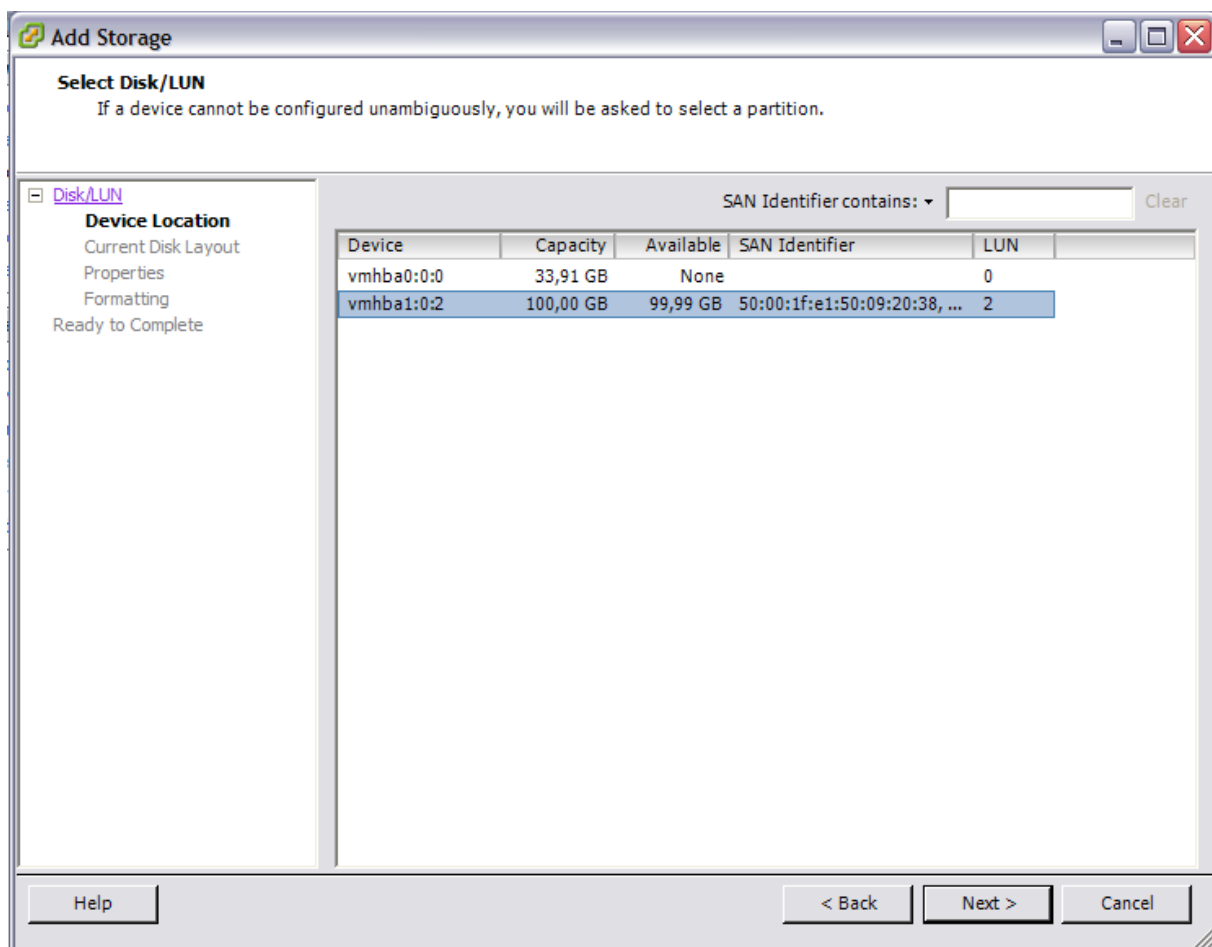 Add Storage
Select Disk/LUN
If a device cannot be configured unambiguously, you will be asked to select a partition.
Disk/LUN
Device Location
Current Disk Layout
Properties
Formatting
Ready to Complete
SAN Identifier contains: Clear
Device Capacity Available SAN Identifier LUN
vmhba0:0:0 33,91 GB None 0
vmhba1:0:2 100,00 GB 99,99 GB 50:00:1f:e1:50:09:20:38, ... 2
Help < Back Next > Cancel